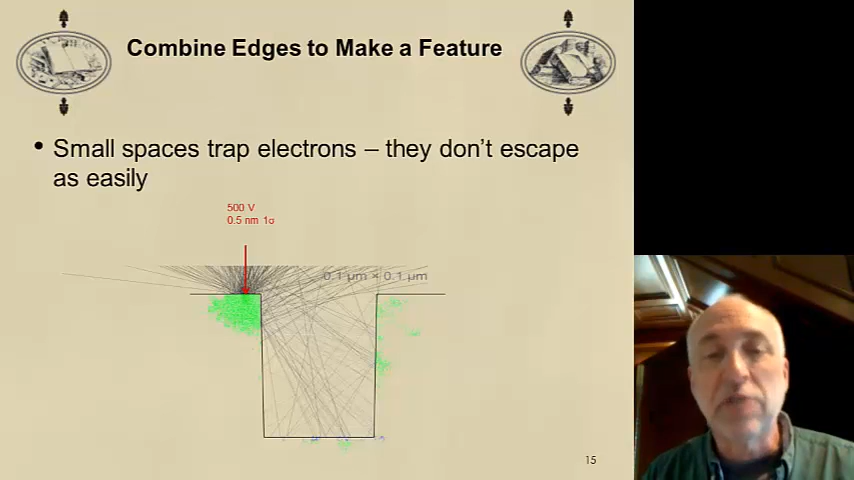 Combine Edges to Make a Feature
• Small spaces trap electrons – they don't escape
as easily
500 V
0.5 nm 1σ
0.1 µm × 0.1 µm
15